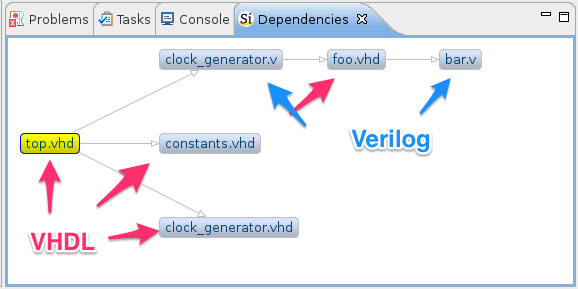 Problems Tasks Console Si Dependencies
clock_generator.v foo.vhd bar.v
Verilog
top.vhd constants.vhd
VHDL
clock_generator.vhd